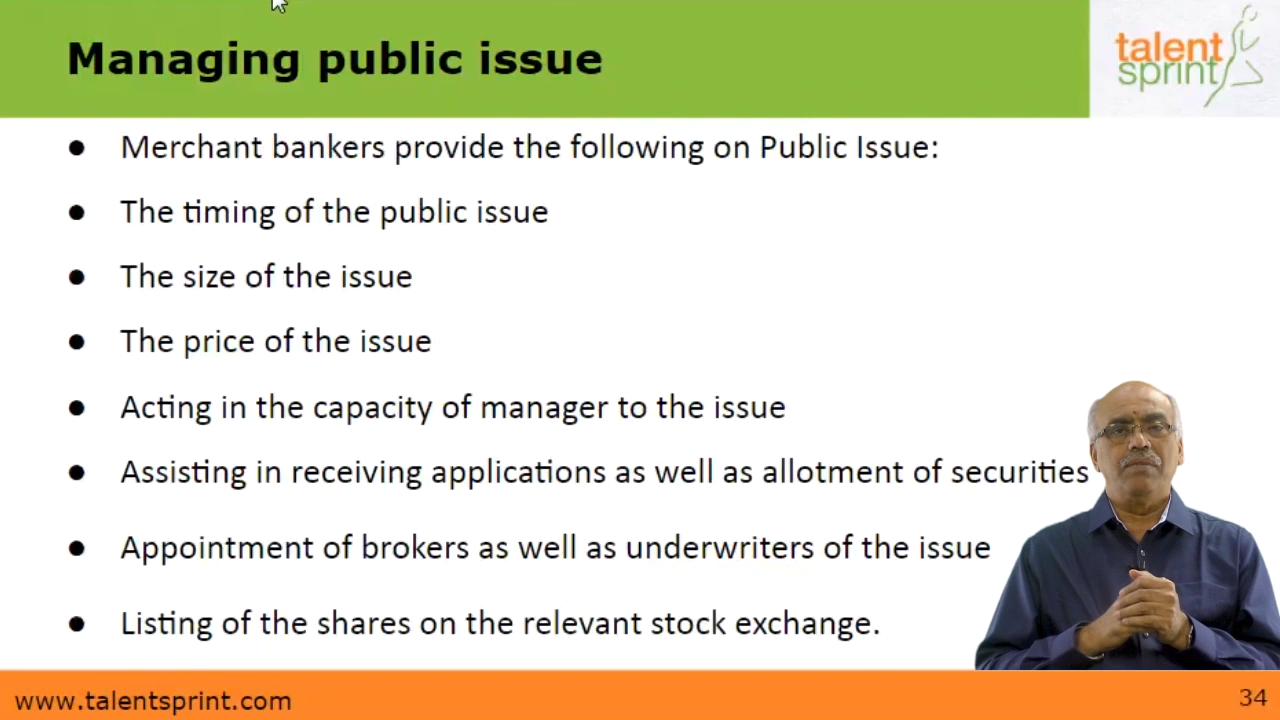 Managing public issue
talent
sprint
● Merchant bankers provide the following on Public Issue:
● The timing of the public issue
● The size of the issue
● The price of the issue
● Acting in the capacity of manager to the issue
● Assisting in receiving applications as well as allotment of securities
● Appointment of brokers as well as underwriters of the issue
● Listing of the shares on the relevant stock exchange.
www.talentsprint.com
34